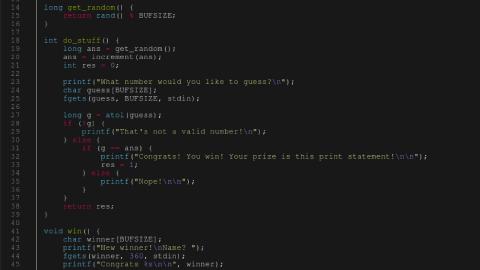 14 long get_random() {
15     return rand() % BUFSIZE;
16 }
18 int do_stuff() {
19     long ans = get_random();
20     ans = increment(ans);
21     int res = 0;
22
23     printf("What number would you like to guess?\n");
24     char guess[BUFSIZE];
25     fgets(guess, BUFSIZE, stdin);
26
27     long g = atol(guess);
28     if (!g) {
29         printf("That's not a valid number!\n");
30     } else {
31         if (g == ans) {
32             printf("Congrats! You win! Your prize is this print statement!\n\n");
33             res = 1;
34         } else {
35             printf("Nope!\n\n");
36         }
37     }
38     return res;
39 }
40
41 void win() {
42     char winner[BUFSIZE];
43     printf("New winner!\nName? ");
44     fgets(winner, 360, stdin);
45     printf("Congrats %s\n\n", winner);